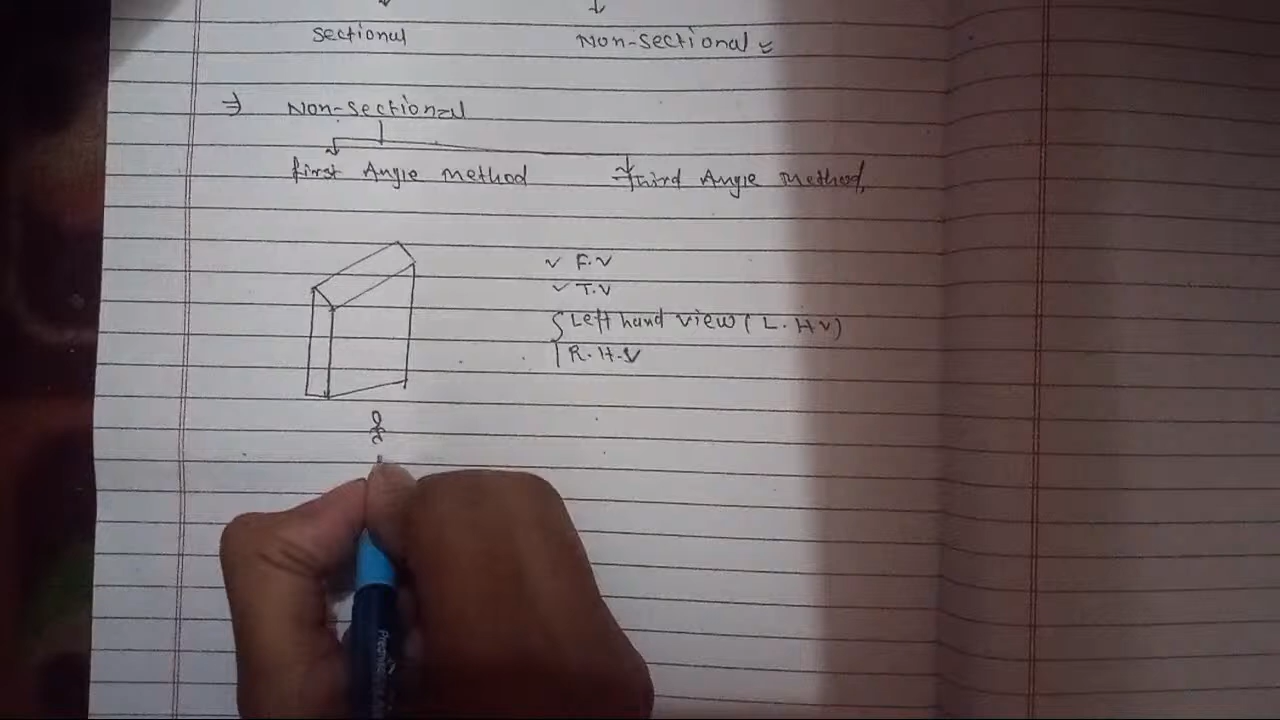 Sectional Non-Sectional
⇒ Non-Sectional
first Angle method Third Angle Method,
✓ F.V
✓ T.V
Left hand view (L.H.V)
R.H.V